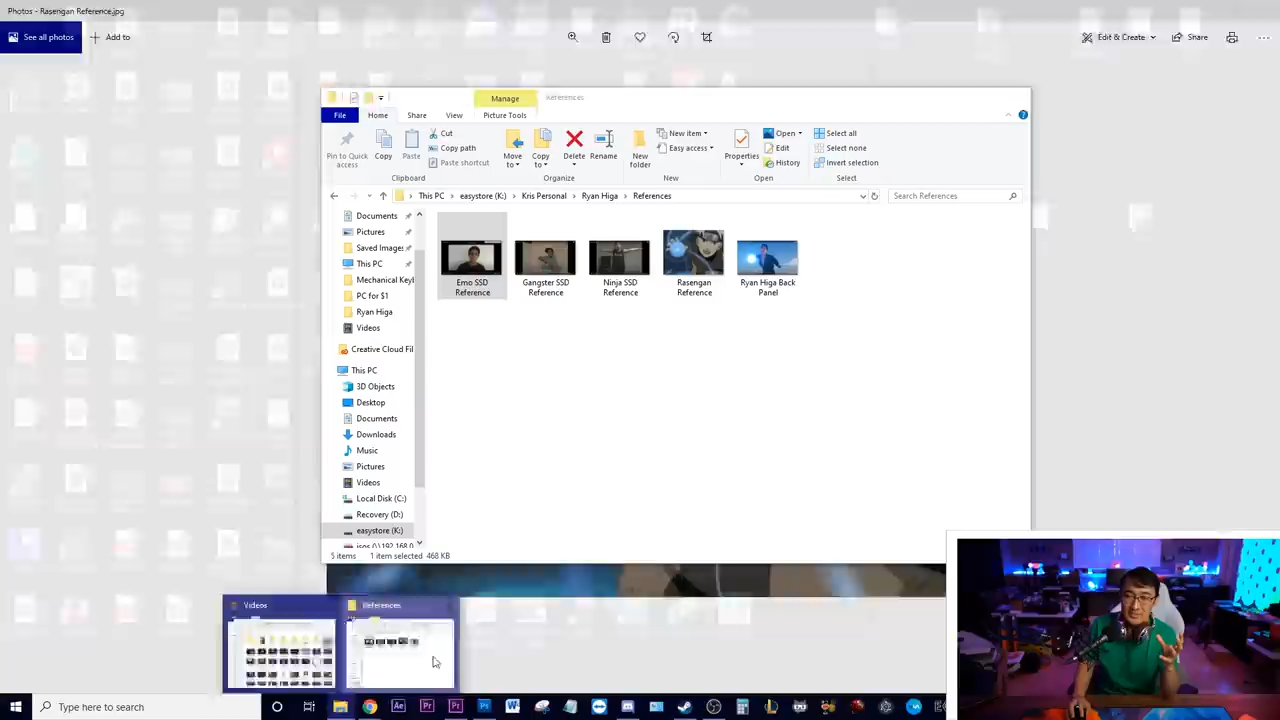 Photos - Rasengan Reference.jpg
See all photos
Add to
Edit & Create
Share
Manage
References
File
Home
Share
View
Picture Tools
Pin to Quick access
Copy
Paste
Cut
Copy path
Paste shortcut
Move to
Copy to
Delete
Rename
New folder
New item
Easy access
Properties
Open
Edit
History
Select all
Select none
Invert selection
Clipboard
Organize
New
Open
Select
This PC
easystore (K:)
Kris Personal
Ryan Higa
References
Search References
Documents
Pictures
Saved Images
This PC
Mechanical Keyb
PC for $1
Ryan Higa
Videos
Creative Cloud Fil
This PC
3D Objects
Desktop
Documents
Downloads
Music
Pictures
Videos
Local Disk (C:)
Recovery (D:)
easystore (K:)
Emo SSD Reference
Gangster SSD Reference
Ninja SSD Reference
Rasengan Reference
Ryan Higa Back Panel
5 items
1 item selected
468 KB
Videos
References
Type here to search
Ae
Pr
Pr
Ps